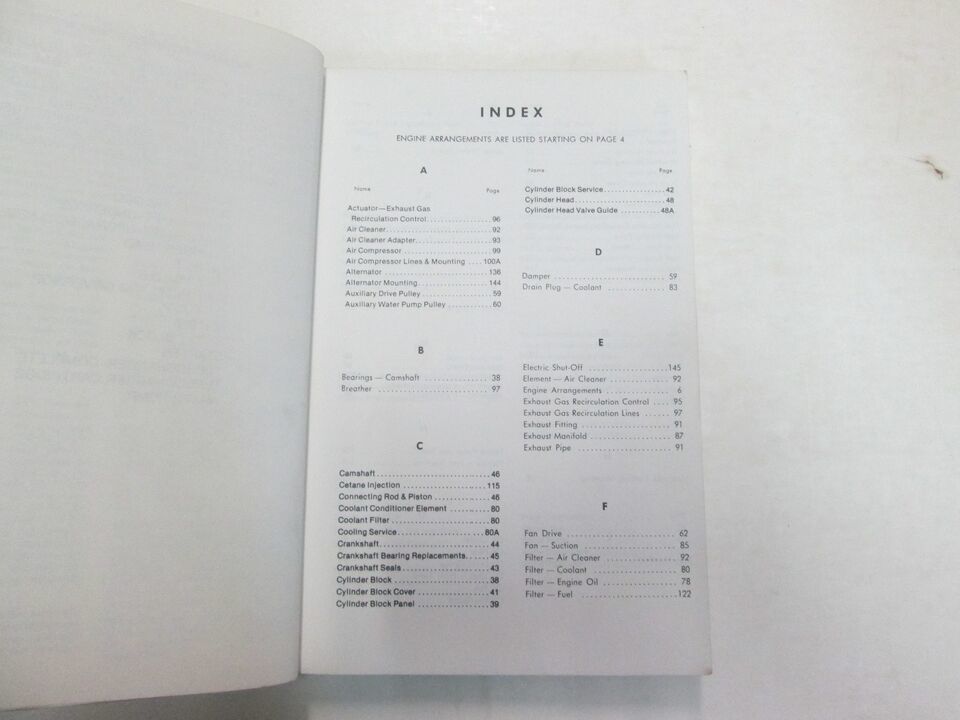 INDEX
ENGINE ARRANGEMENTS ARE LISTED STARTING ON PAGE 4
A
Name Page
Actuator—Exhaust Gas
Recirculation Control.................96
Air Cleaner............................92
Air Cleaner Adapter....................93
Air Compressor ........................99
Air Compressor Lines & Mounting ....100A
Alternator ...........................136
Alternator Mounting...................144
Auxiliary Drive Pulley .................59
Auxiliary Water Pump Pulley ...........60
B
Bearings — Camshaft ................. 38
Breather ............................ 97
C
Camshaft...............................46
Cetane Injection .....................115
Connecting Rod & Piston ...............46
Coolant Conditioner Element ..........80
Coolant Filter .........................80
Cooling Service.......................80A
Crankshaft.............................44
Crankshaft Bearing Replacements.......45
Crankshaft Seals .......................43
Cylinder Block .........................38
Cylinder Block Cover ..................41
Cylinder Block Panel ..................39
Name Page
Cylinder Block Service.................42
Cylinder Head..........................48
Cylinder Head Valve Guide ..........48A
D
Damper ............................. 59
Drain Plug — Coolant ............... 83
E
Electric Shut-Off .....................145
Element — Air Cleaner .............. 92
Engine Arrangements ................ 6
Exhaust Gas Recirculation Control .... 95
Exhaust Gas Recirculation Lines ...... 97
Exhaust Fitting ..................... 91
Exhaust Manifold .................... 87
Exhaust Pipe ....................... 91
F
Fan Drive .......................... 62
Fan — Suction ...................... 85
Filter — Air Cleaner ................ 92
Filter — Coolant .................... 80
Filter — Engine Oil ................. 78
Filter — Fuel .......................122